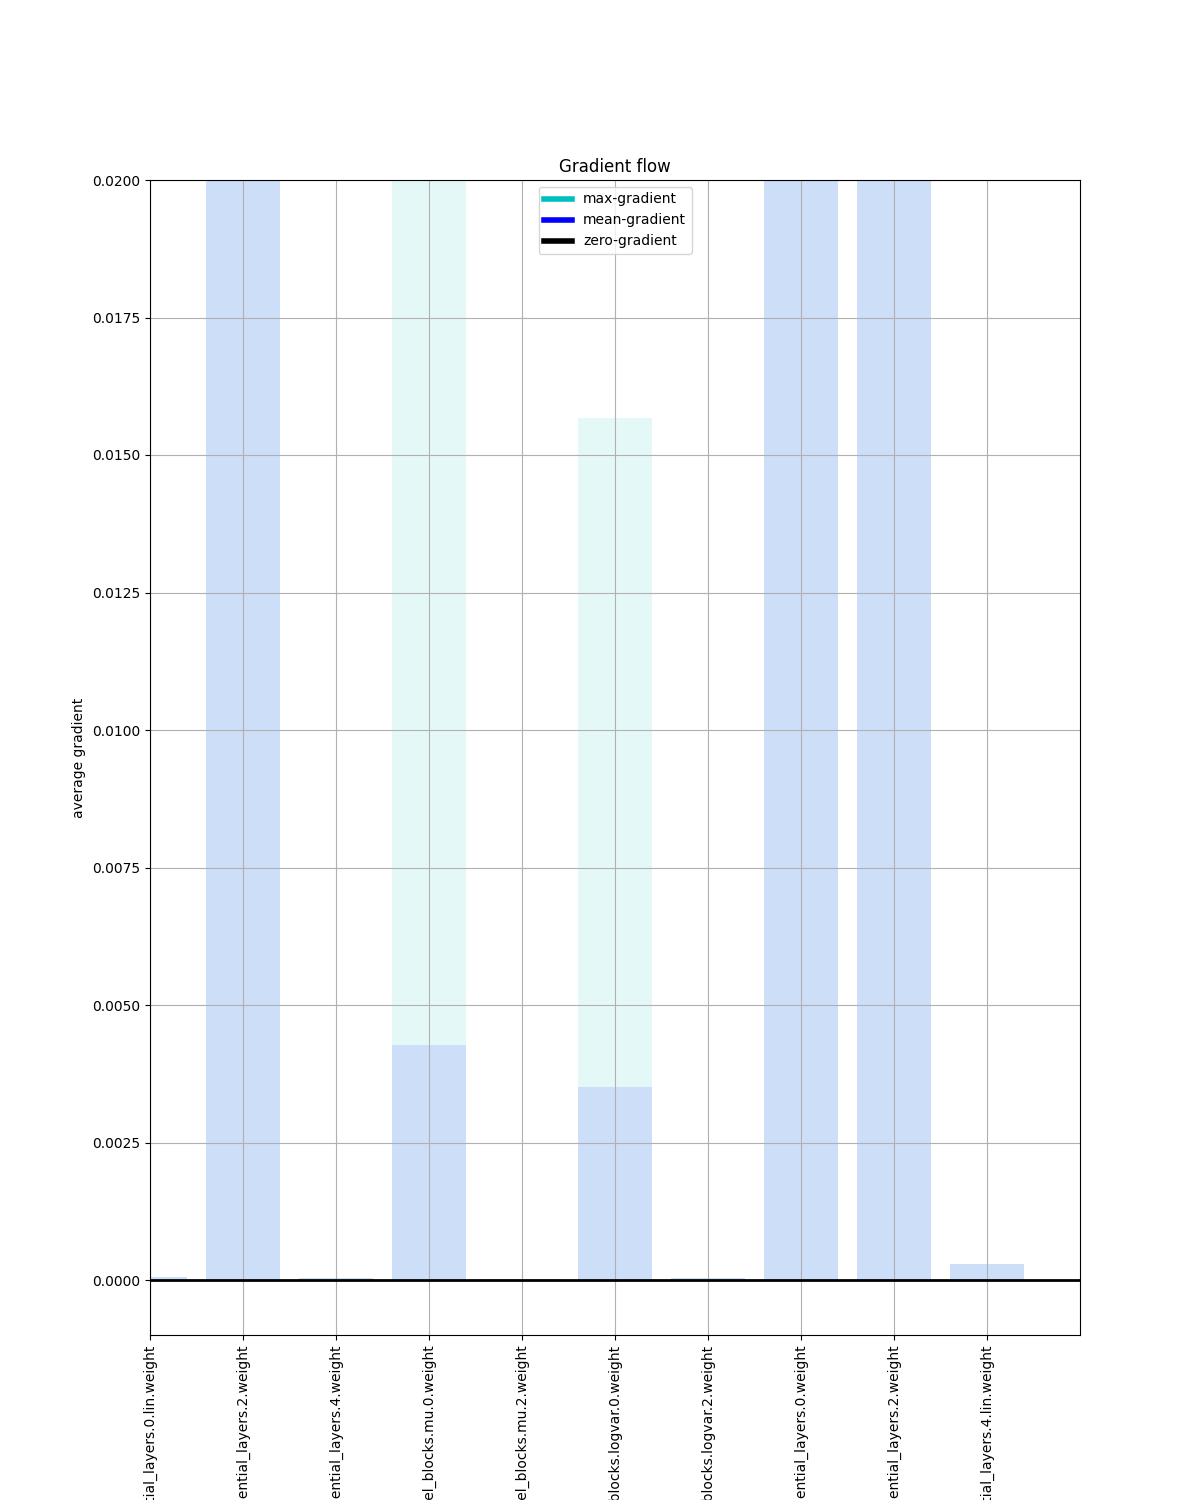 Gradient flow
max-gradient
mean-gradient
zero-gradient
0.0200
0.0175
0.0150
0.0125
0.0100
0.0075
0.0050
0.0025
0.0000
average gradient
tial_layers.0.lin.weight
ential_layers.2.weight
ential_layers.4.weight
el_blocks.mu.0.weight
el_blocks.mu.2.weight
blocks.logvar.0.weight
blocks.logvar.2.weight
ential_layers.0.weight
ential_layers.2.weight
tial_layers.4.lin.weight